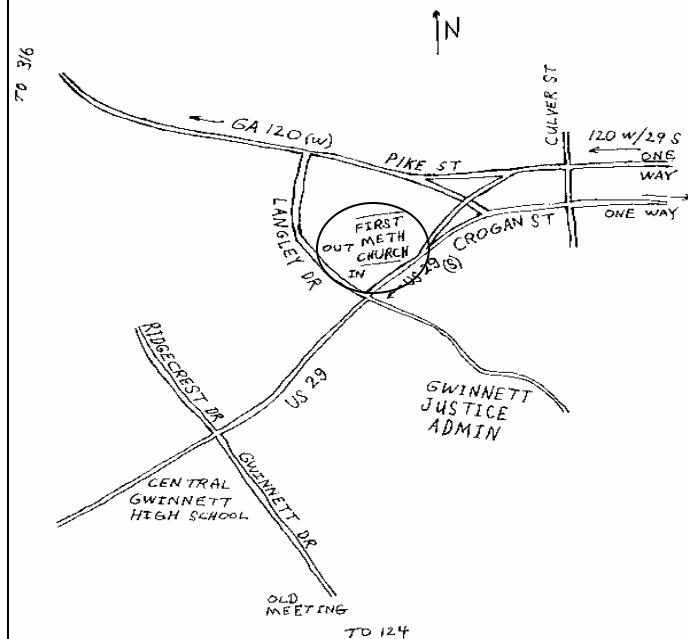 N
TO 316
CULVER ST
GA 120 (W)
120 W/29 S
PIKE ST
ONE
WAY
LANGLEY DR
FIRST
OUT METH
CHURCH
IN
CROGAN ST
ONE WAY
US 29 (S)
RIDGECREST DR
US 29
GWINNETT
JUSTICE
ADMIN
CENTRAL
GWINNETT
HIGH SCHOOL
GWINNETT DR
OLD
MEETING
TO 124